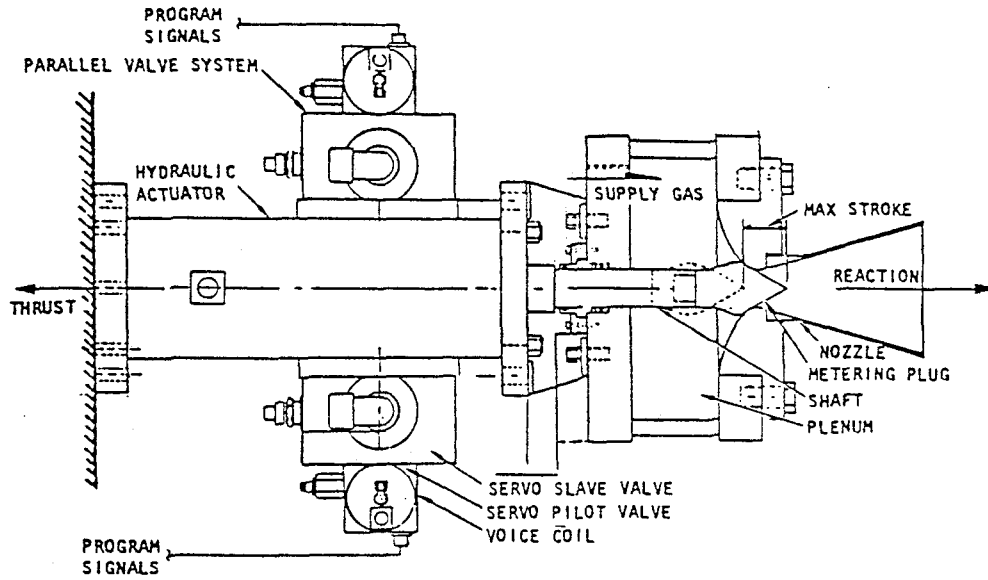 PROGRAM
SIGNALS
PARALLEL VALVE SYSTEM
HYDRAULIC
ACTUATOR
SUPPLY GAS
MAX STROKE
THRUST
REACTION
NOZZLE
METERING PLUG
SHAFT
PLENUM
SERVO SLAVE VALVE
SERVO PILOT VALVE
VOICE COIL
PROGRAM
SIGNALS